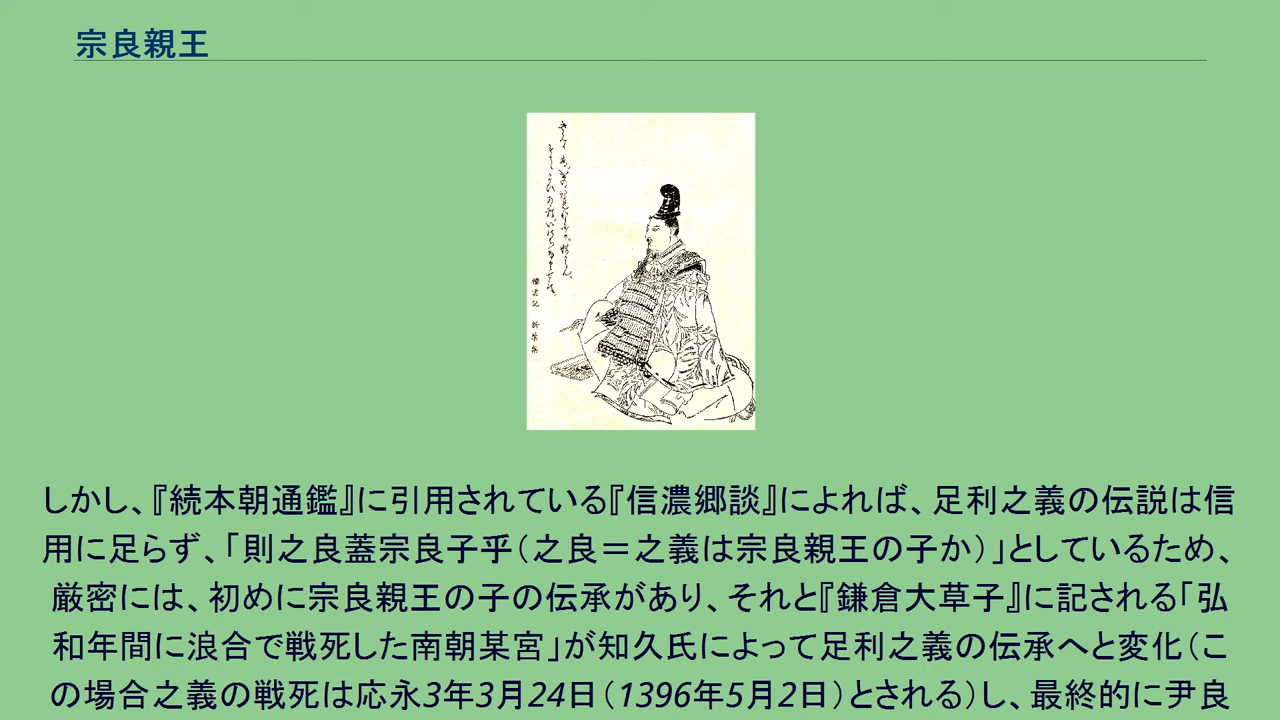 宗良親王
しかし、『続本朝通鑑』に引用されている『信濃郷談』によれば、足利之義の伝説は信
用に足らず、「則之良蓋宗良子乎（之良＝之義は宗良親王の子か）」としているため、
厳密には、初めに宗良親王の子の伝承があり、それと『鎌倉大草子』に記される「弘
和年間に浪合で戦死した南朝某宮」が知久氏によって足利之義の伝承へと変化（こ
の場合之義の戦死は応永3年3月24日（1396年5月2日）とされる）し、最終的に尹良